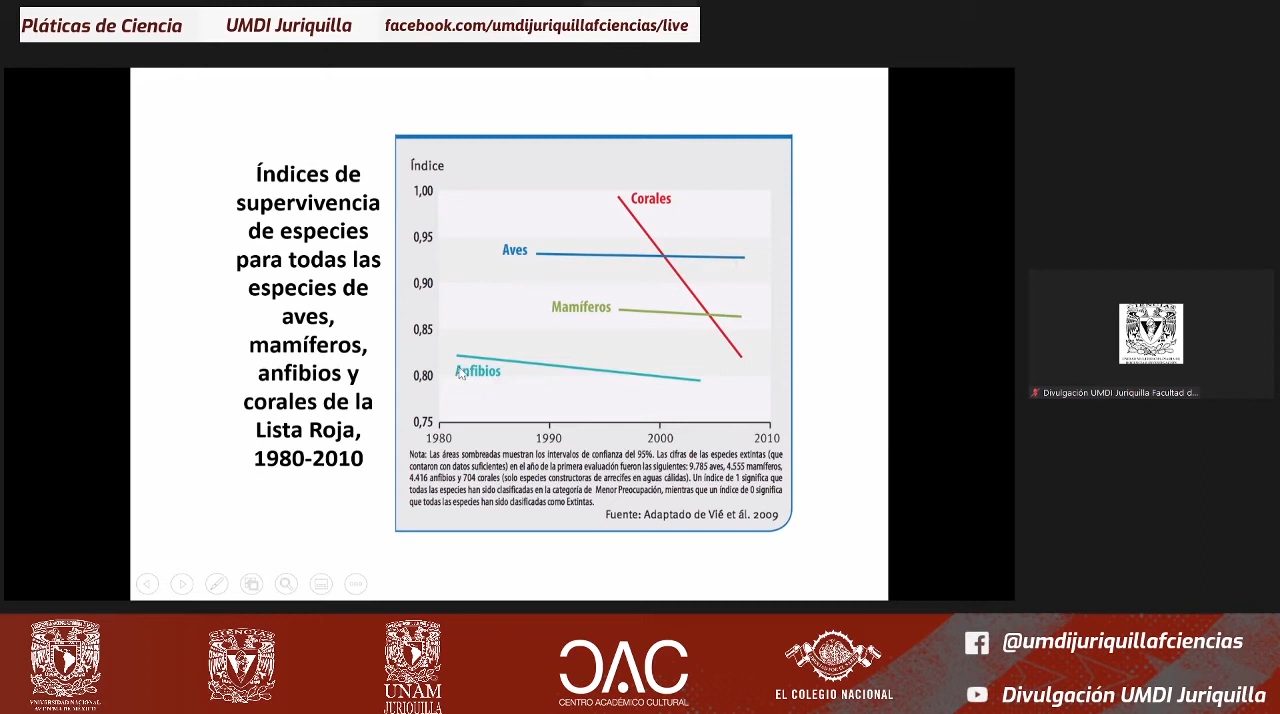 Pláticas de Ciencia UMDI Juriquilla facebook.com/umdijuriquillafciencias/live
Índices de
supervivencia
de especies
para todas las
especies de
aves,
mamíferos,
anfibios y
corales de la
Lista Roja,
1980-2010
Índice
1,00
0,95
0,90
0,85
0,80
0,75
1980 1990 2000 2010
Corales
Aves
Mamíferos
Anfibios
Nota: Las áreas sombreadas muestran los intervalos de confianza del 95%. Las cifras de las especies extintas (que
contaron con datos suficientes) en el año de la primera evaluación fueron las siguientes: 9.785 aves, 4.555 mamíferos,
4.416 anfibios y 704 corales (solo especies constructoras de arrecifes en aguas cálidas). Un índice de 1 significa que
todas las especies han sido clasificadas en la categoría de Menor Preocupación, mientras que un índice de 0 significa
que todas las especies han sido clasificadas como Extintas.
Fuente: Adaptado de Vié et ál. 2009
Divulgación UMDI Juriquilla Facultad d...
CIENCIAS
UNAM
JURIQUILLA
CAC
CENTRO ACADÉMICO CULTURAL
EL COLEGIO NACIONAL
@umdijuriquillafciencias
Divulgación UMDI Juriquilla